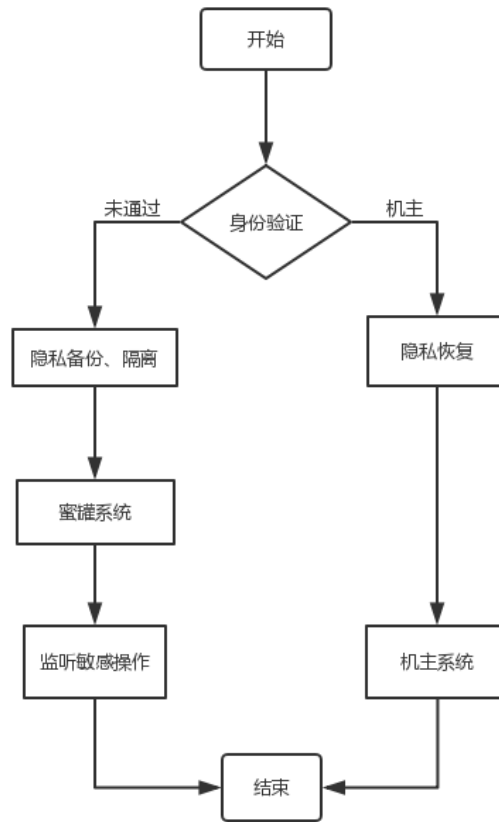 开始
未通过
身份验证
机主
隐私备份、隔离
隐私恢复
蜜罐系统
监听敏感操作
机主系统
结束